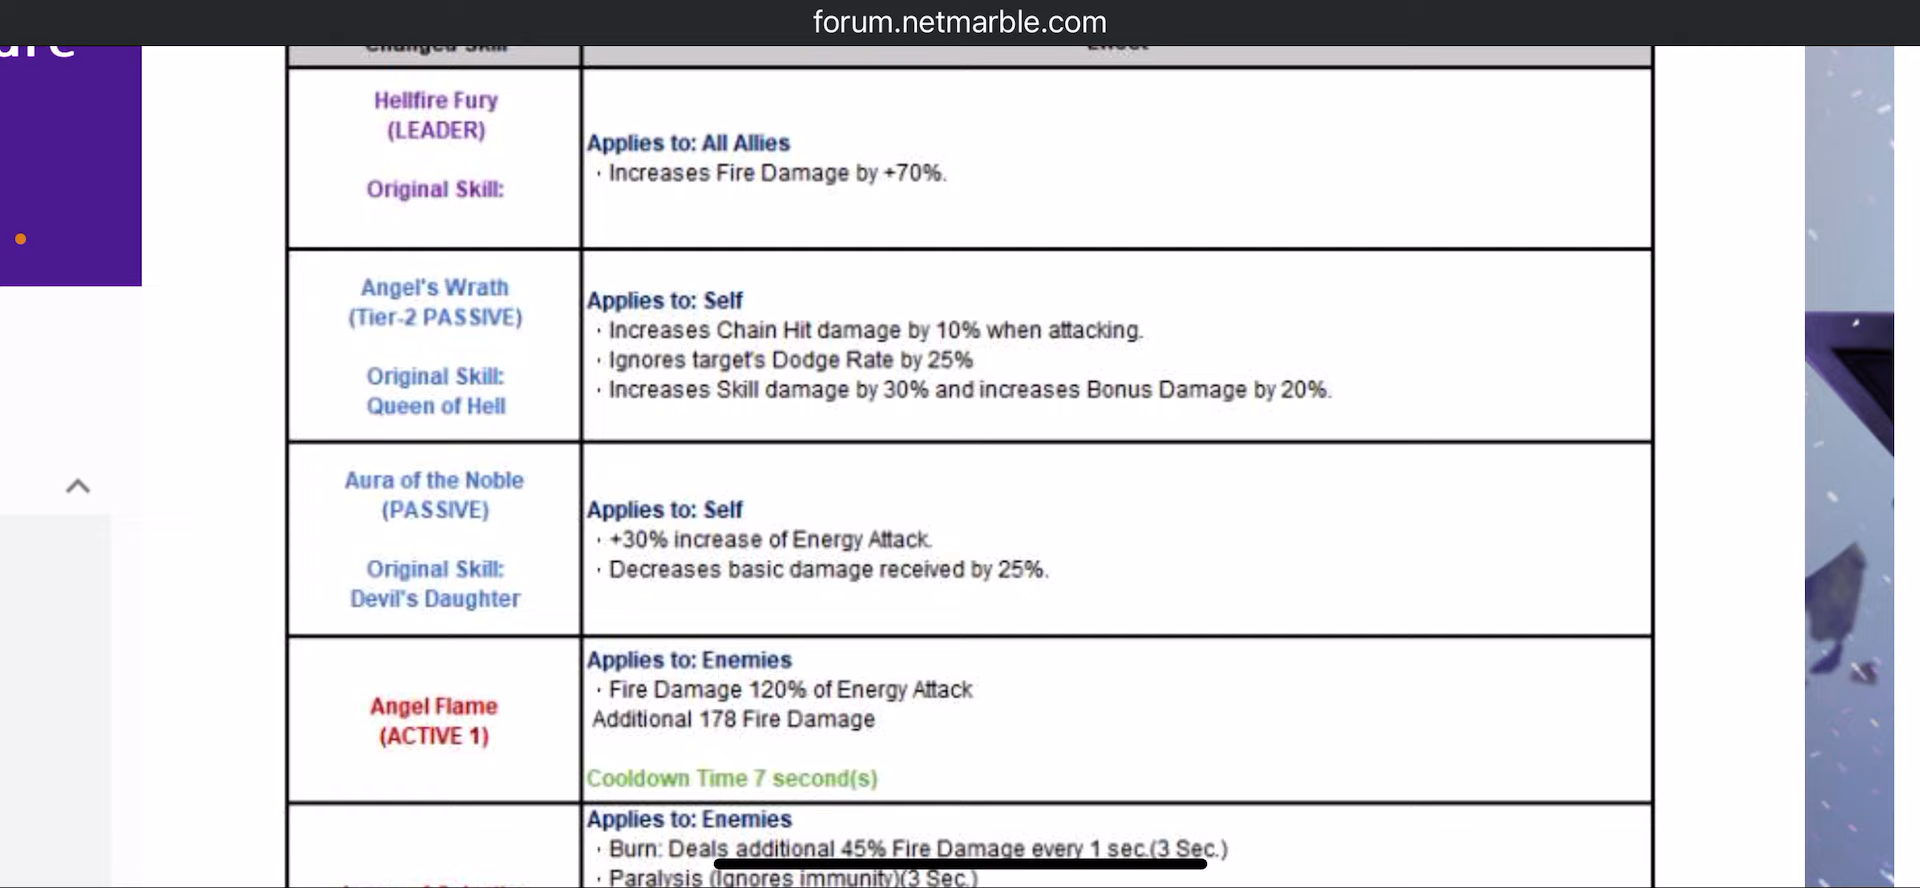 forum.netmarble.com
Changed Skill
Effect
Hellfire Fury
(LEADER)
Original Skill:
Applies to: All Allies
· Increases Fire Damage by +70%.
Angel's Wrath
(Tier-2 PASSIVE)
Original Skill:
Queen of Hell
Applies to: Self
· Increases Chain Hit damage by 10% when attacking.
· Ignores target's Dodge Rate by 25%
· Increases Skill damage by 30% and increases Bonus Damage by 20%.
Aura of the Noble
(PASSIVE)
Original Skill:
Devil's Daughter
Applies to: Self
· +30% increase of Energy Attack.
· Decreases basic damage received by 25%.
Angel Flame
(ACTIVE 1)
Applies to: Enemies
· Fire Damage 120% of Energy Attack
Additional 178 Fire Damage
Cooldown Time 7 second(s)
Applies to: Enemies
· Burn: Deals additional 45% Fire Damage every 1 sec.(3 Sec.)
· Paralysis (Ignores immunity)(3 Sec.)